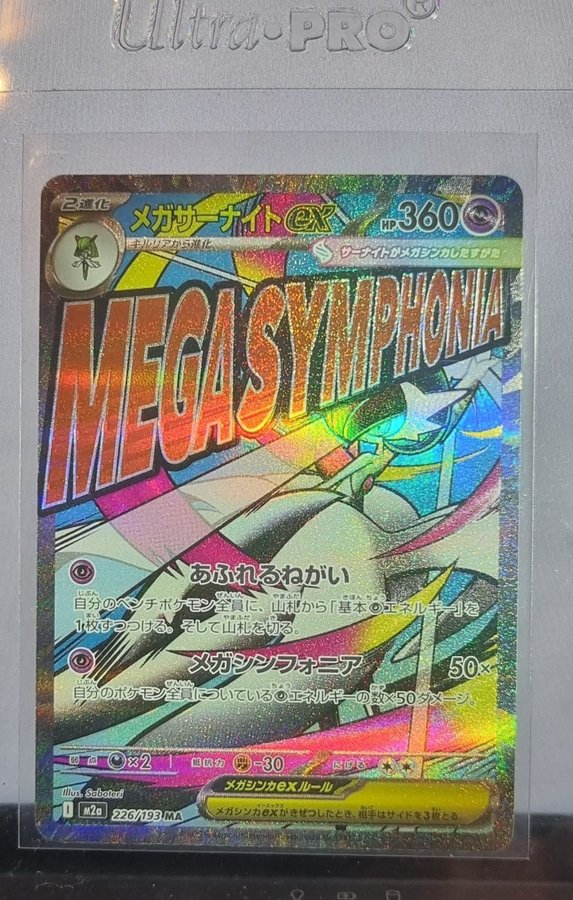 Ultra·PRO®
2進化
メガサーナイトex
HP360
キルリアから進化
サーナイトがメガシンカしたすがた
MEGA SYMPHONIA
あふれるねがい
自分のベンチポケモン全員に、山札から「基本エネルギー」を
1枚ずつつける。そして山札を切る。
メガシンフォニア 50×
自分のポケモン全員についているエネルギーの数×50ダメージ。
弱点 ×2 抵抗力 -30 にげる
Illus. Saboteri
メガシンカexルール
I m2a 226/193 MA
メガシンカexがきぜつしたとき、相手はサイドを3枚とる。